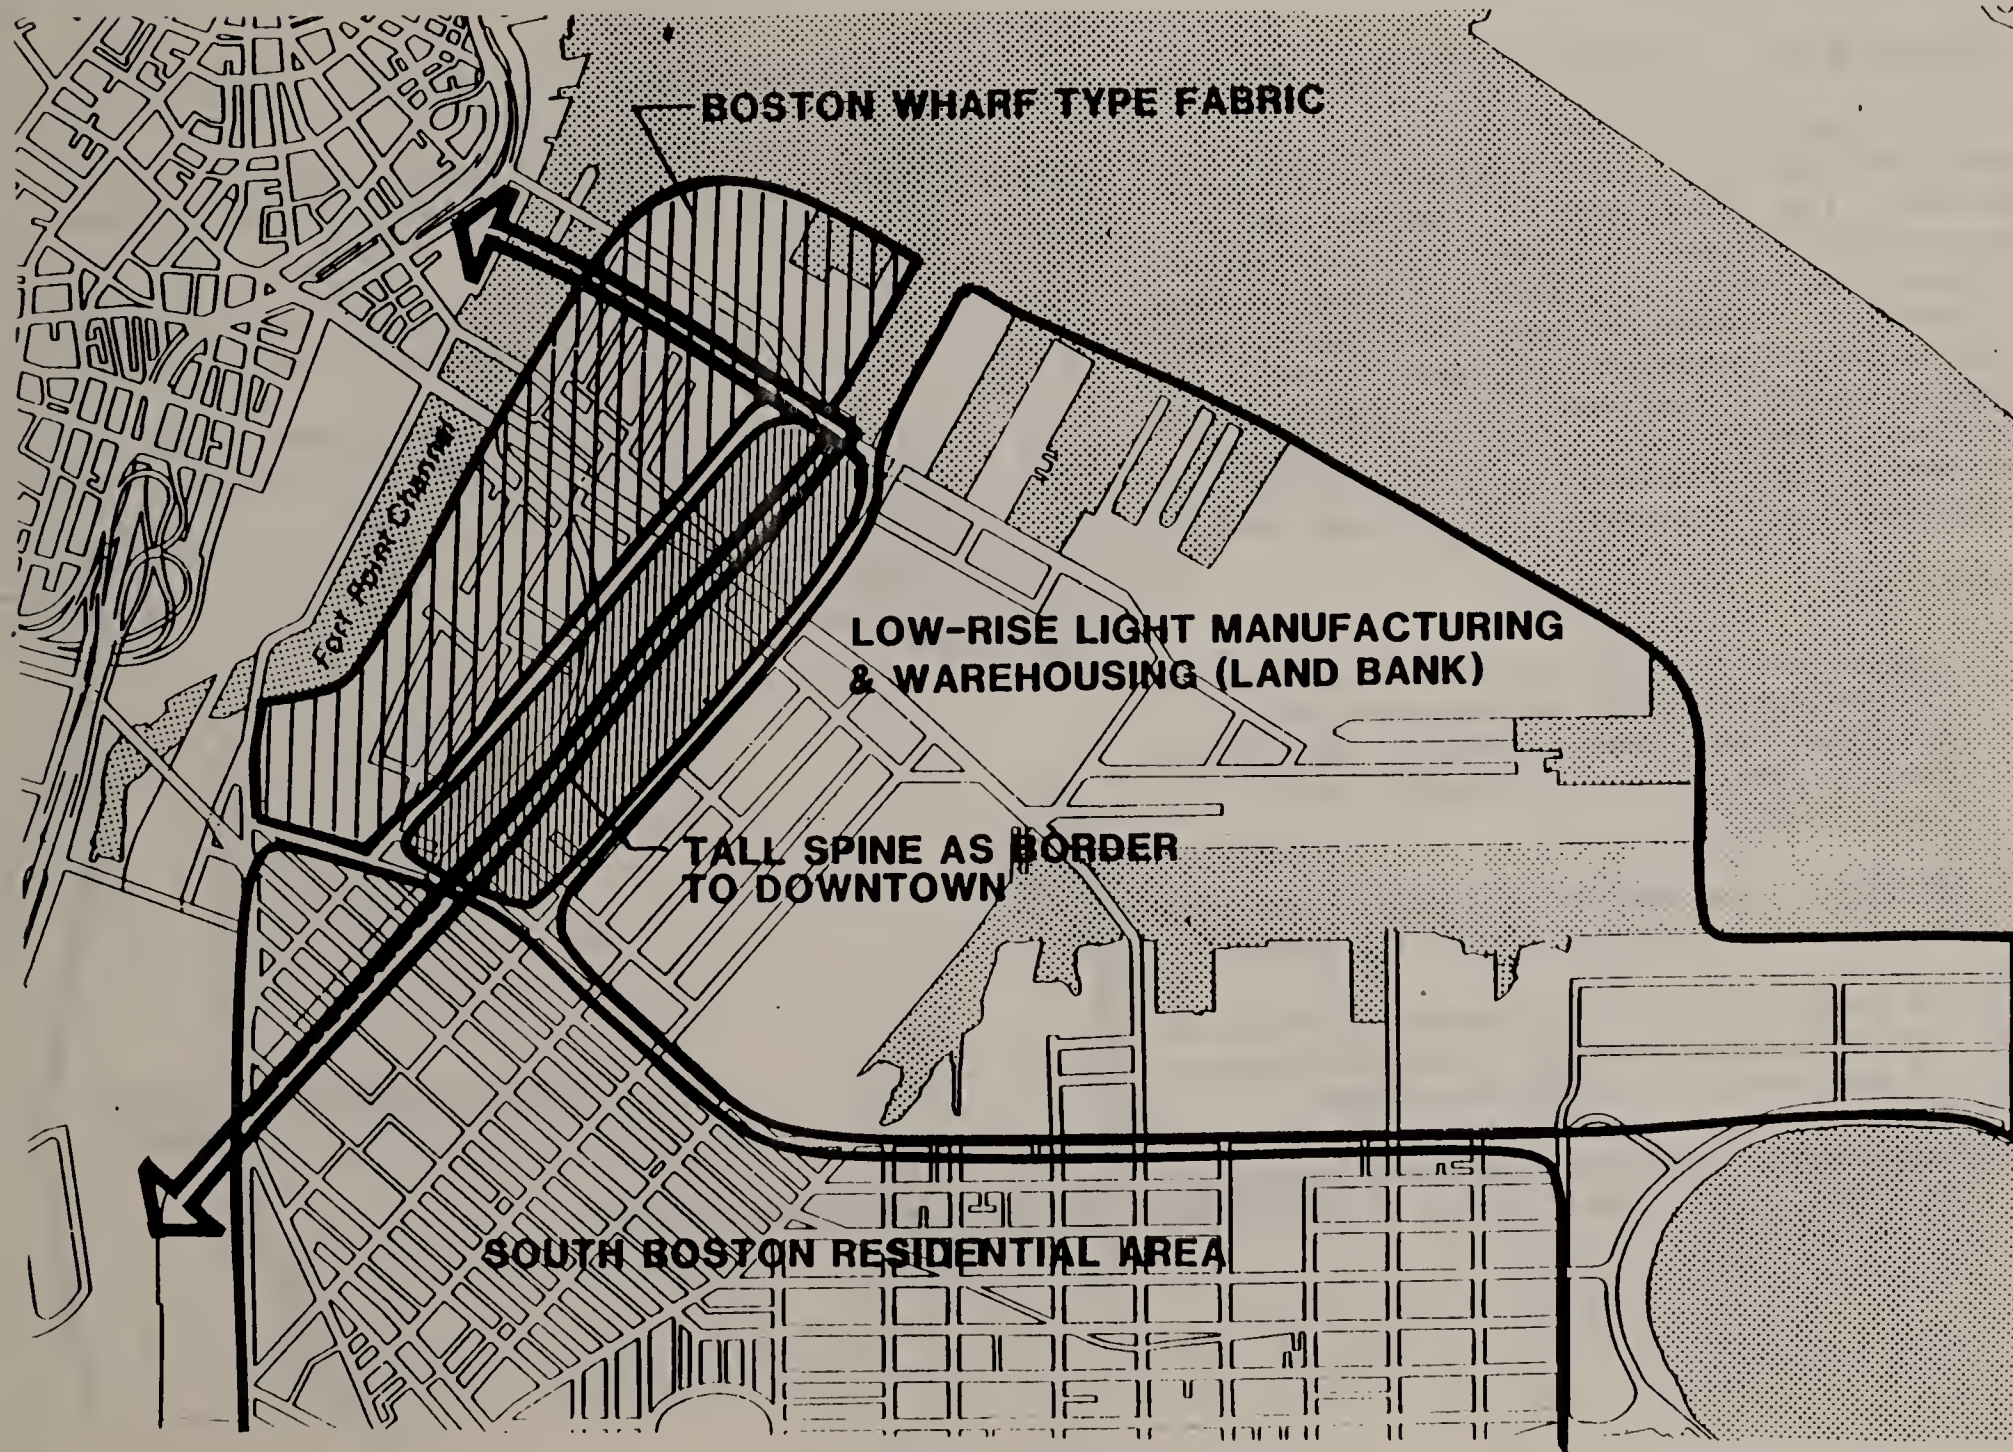 BOSTON WHARF TYPE FABRIC
Fort Point Channel
LOW-RISE LIGHT MANUFACTURING
& WAREHOUSING (LAND BANK)
TALL SPINE AS BORDER
TO DOWNTOWN
SOUTH BOSTON RESIDENTIAL AREA